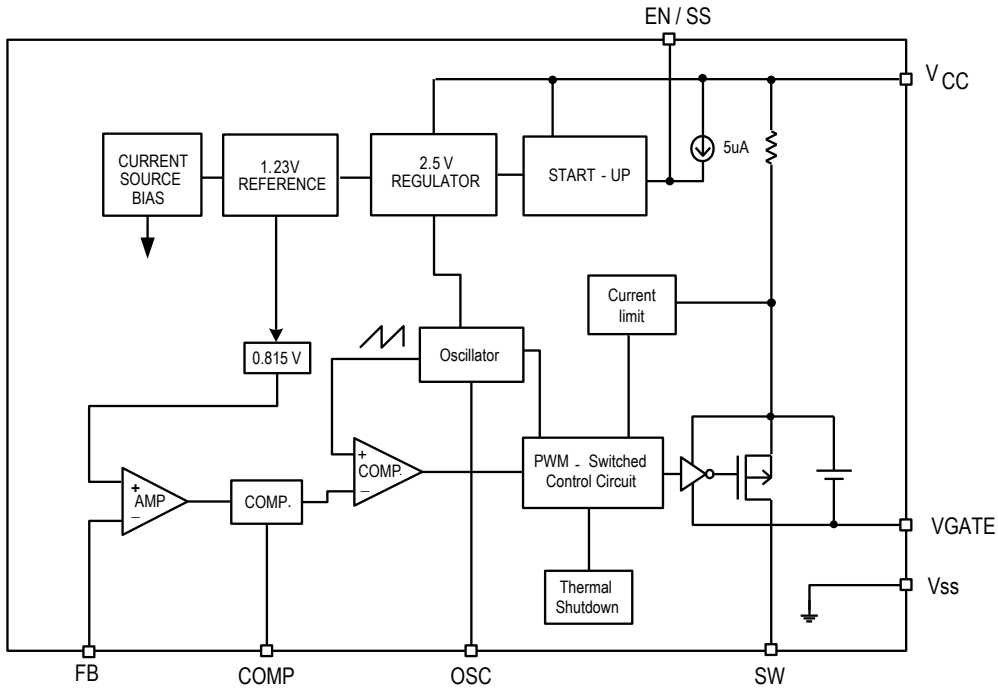 EN / SS
V CC
CURRENT
SOURCE
BIAS
1.23V
REFERENCE
2.5 V
REGULATOR
START - UP
5uA
Current
limit
0.815 V
Oscillator
+
COMP.
−
PWM - Switched
Control Circuit
+
AMP
−
COMP.
VGATE
Thermal
Shutdown
Vss
FB
COMP
OSC
SW